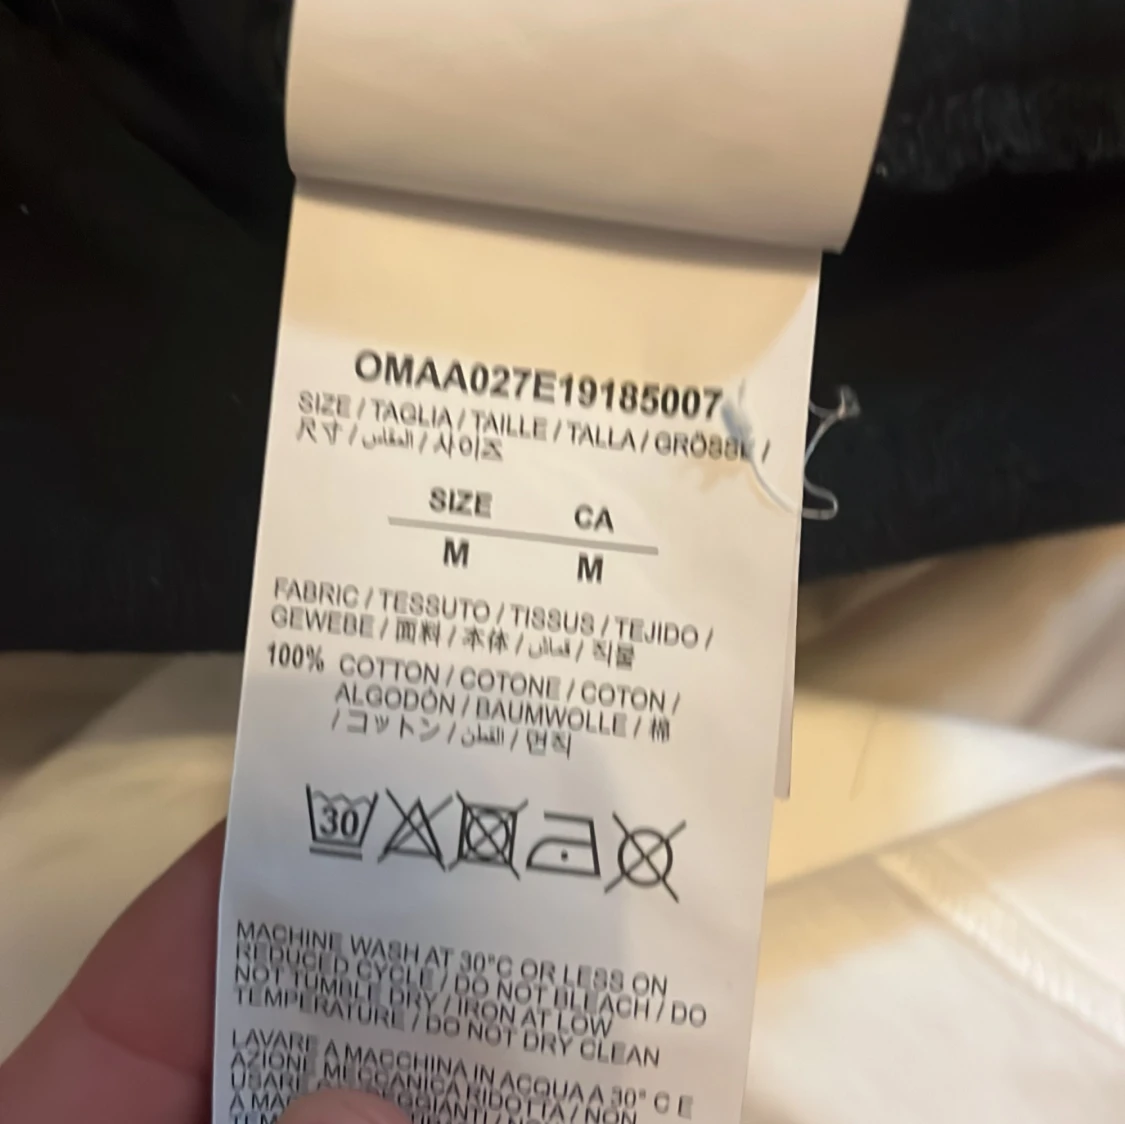 OMAA027E19185007
SIZE / TAGLIA / TAILLE / TALLA / GRÖSSE /
尺寸 / المقاس / 사이즈
SIZE CA
M M
FABRIC / TESSUTO / TISSUS / TEJIDO /
GEWEBE / 面料 / 本体 / قماش / 직물
100% COTTON / COTONE / COTON /
ALGODÓN / BAUMWOLLE / 棉
/ コットン / القطن / 면직
30
MACHINE WASH AT 30°C OR LESS ON
REDUCED CYCLE / DO NOT BLEACH / DO
NOT TUMBLE DRY / IRON AT LOW
TEMPERATURE / DO NOT DRY CLEAN
LAVARE A MACCHINA IN ACQUA A 30° C E
AZIONE MECCANICA RIDOTTA / NON
USARE